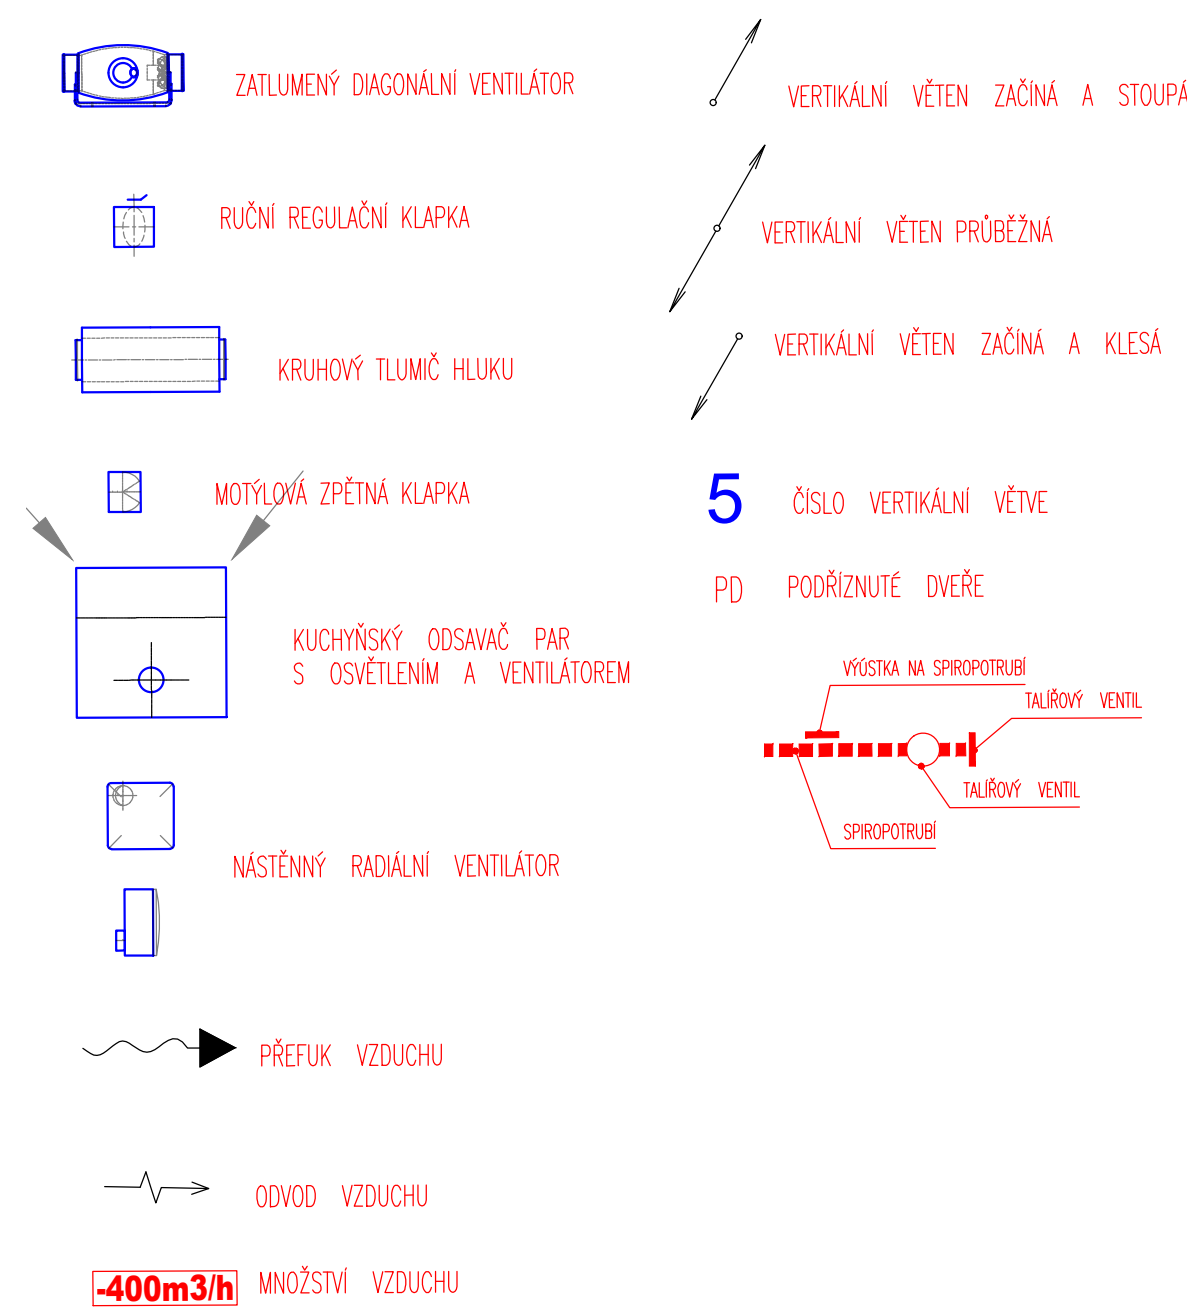 ZATLUMENÝ DIAGONÁLNÍ VENTILÁTOR
RUČNÍ REGULAČNÍ KLAPKA
KRUHOVÝ TLUMIČ HLUKU
MOTÝLOVÁ ZPĚTNÁ KLAPKA
KUCHYŇSKÝ ODSAVAČ PAR
S OSVĚTLENÍM A VENTILÁTOREM
NÁSTĚNNÝ RADIÁLNÍ VENTILÁTOR
PŘEFUK VZDUCHU
ODVOD VZDUCHU
-400m3/h MNOŽSTVÍ VZDUCHU
VERTIKÁLNÍ VĚTEN ZAČÍNÁ A STOUPÁ
VERTIKÁLNÍ VĚTEN PRŮBĚŽNÁ
VERTIKÁLNÍ VĚTEN ZAČÍNÁ A KLESÁ
5 ČÍSLO VERTIKÁLNÍ VĚTVE
PD PODŘÍZNUTÉ DVEŘE
VÝÚSTKA NA SPIROPOTRUBÍ
TALÍŘOVÝ VENTIL
TALÍŘOVÝ VENTIL
SPIROPOTRUBÍ